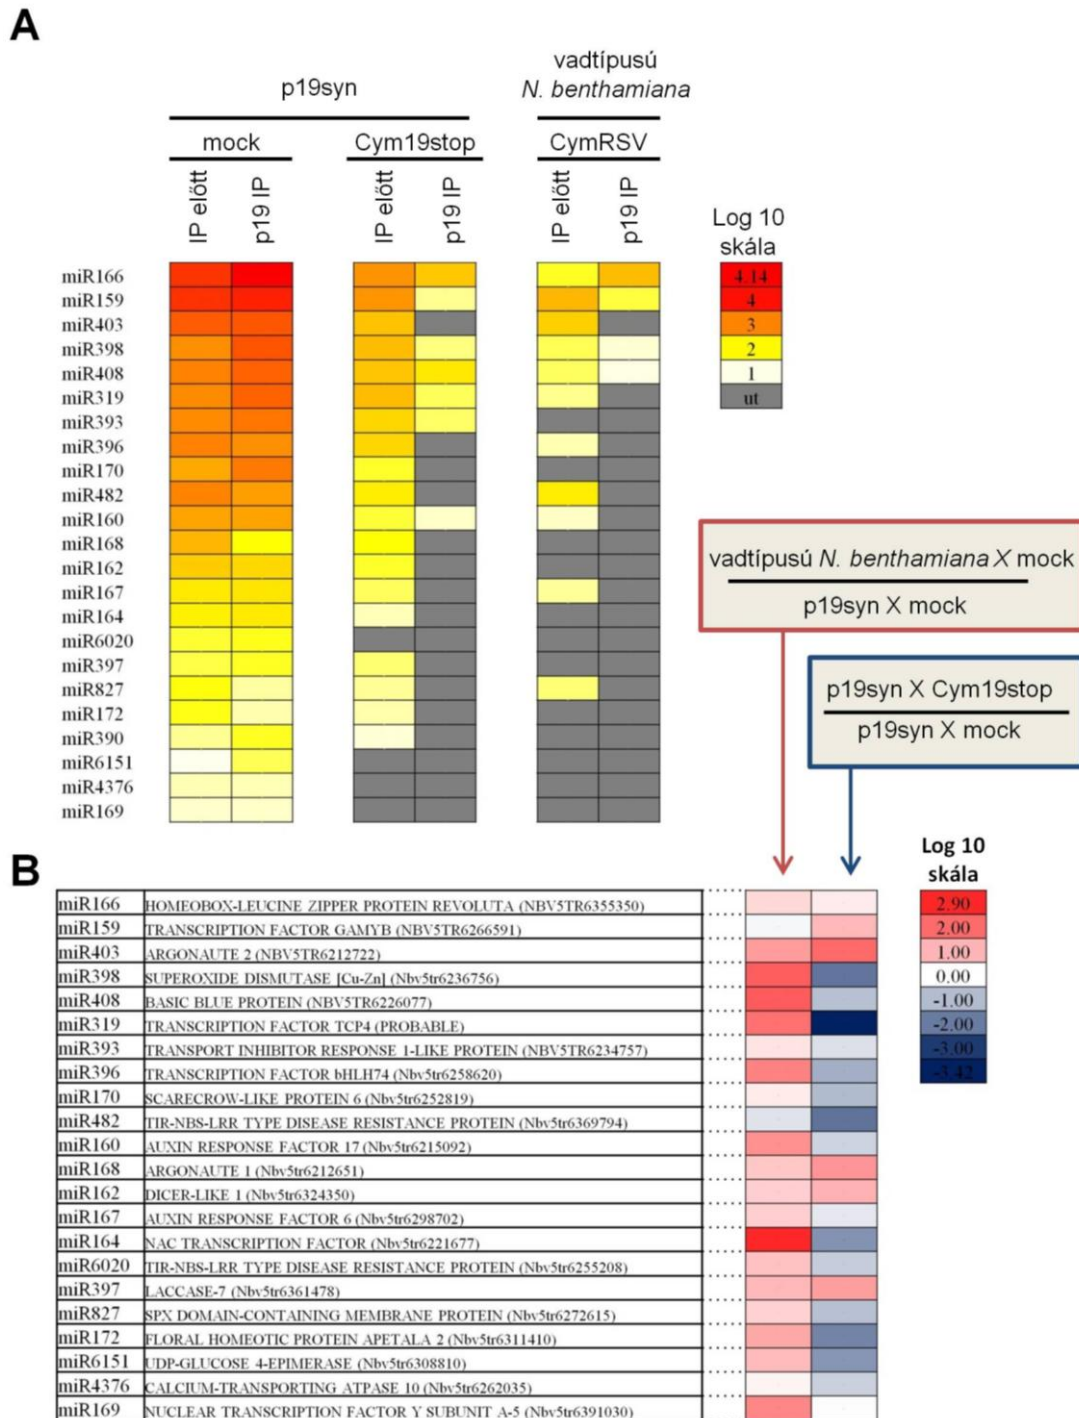 A
p19syn
vadtípusú
N. benthamiana
mock
Cym19stop
CymRSV
IP előtt
p19 IP
IP előtt
p19 IP
IP előtt
p19 IP
Log 10
skála
4.14
4
3
2
1
ut
miR166
miR159
miR403
miR398
miR408
miR319
miR393
miR396
miR170
miR482
miR160
miR168
miR162
miR167
miR164
miR6020
miR397
miR827
miR172
miR390
miR6151
miR4376
miR169
vadtípusú N. benthamiana X mock
p19syn X mock
p19syn X Cym19stop
p19syn X mock
B
Log 10
skála
2.90
2.00
1.00
0.00
-1.00
-2.00
-3.00
-3.42
miR166 HOMEOBOX-LEUCINE ZIPPER PROTEIN REVOLUTA (NBV5TR6355350)
miR159 TRANSCRIPTION FACTOR GAMYB (NBV5TR6266591)
miR403 ARGONAUTE 2 (NBV5TR6212722)
miR398 SUPEROXIDE DISMUTASE [Cu-Zn] (Nbv5tr6236756)
miR408 BASIC BLUE PROTEIN (NBV5TR6226077)
miR319 TRANSCRIPTION FACTOR TCP4 (PROBABLE)
miR393 TRANSPORT INHIBITOR RESPONSE 1-LIKE PROTEIN (NBV5TR6234757)
miR396 TRANSCRIPTION FACTOR bHLH74 (Nbv5tr6258620)
miR170 SCARECROW-LIKE PROTEIN 6 (Nbv5tr6252819)
miR482 TIR-NBS-LRR TYPE DISEASE RESISTANCE PROTEIN (Nbv5tr6369794)
miR160 AUXIN RESPONSE FACTOR 17 (Nbv5tr6215092)
miR168 ARGONAUTE 1 (Nbv5tr6212651)
miR162 DICER-LIKE 1 (Nbv5tr6324350)
miR167 AUXIN RESPONSE FACTOR 6 (Nbv5tr6298702)
miR164 NAC TRANSCRIPTION FACTOR (Nbv5tr6221677)
miR6020 TIR-NBS-LRR TYPE DISEASE RESISTANCE PROTEIN (Nbv5tr6255208)
miR397 LACCASE-7 (Nbv5tr6361478)
miR827 SPX DOMAIN-CONTAINING MEMBRANE PROTEIN (Nbv5tr6272615)
miR172 FLORAL HOMEOTIC PROTEIN APETALA 2 (Nbv5tr6311410)
miR6151 UDP-GLUCOSE 4-EPIMERASE (Nbv5tr6308810)
miR4376 CALCIUM-TRANSPORTING ATPASE 10 (Nbv5tr6262035)
miR169 NUCLEAR TRANSCRIPTION FACTOR Y SUBUNIT A-5 (Nbv5tr6391030)